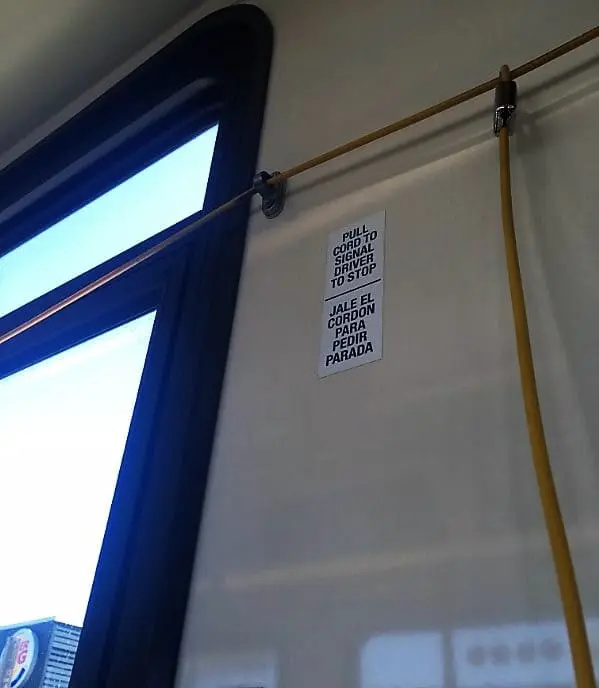 PULL
CORD TO
SIGNAL
DRIVER
TO STOP
JALE EL
CORDON
PARA
PEDIR
PARADA